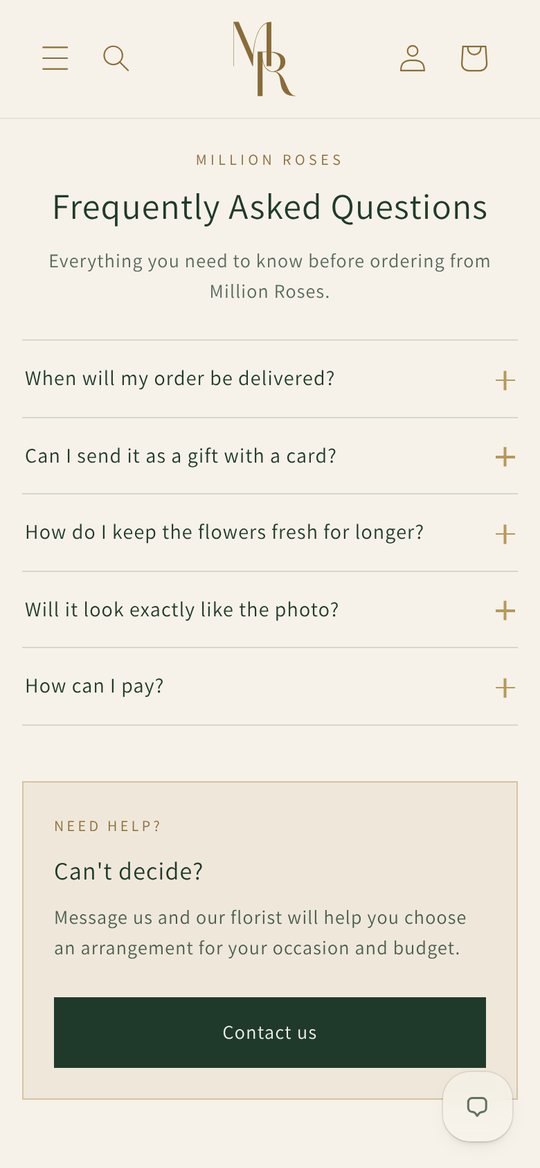 MR
MILLION ROSES
Frequently Asked Questions
Everything you need to know before ordering from
Million Roses.
When will my order be delivered?
Can I send it as a gift with a card?
How do I keep the flowers fresh for longer?
Will it look exactly like the photo?
How can I pay?
NEED HELP?
Can't decide?
Message us and our florist will help you choose
an arrangement for your occasion and budget.
Contact us